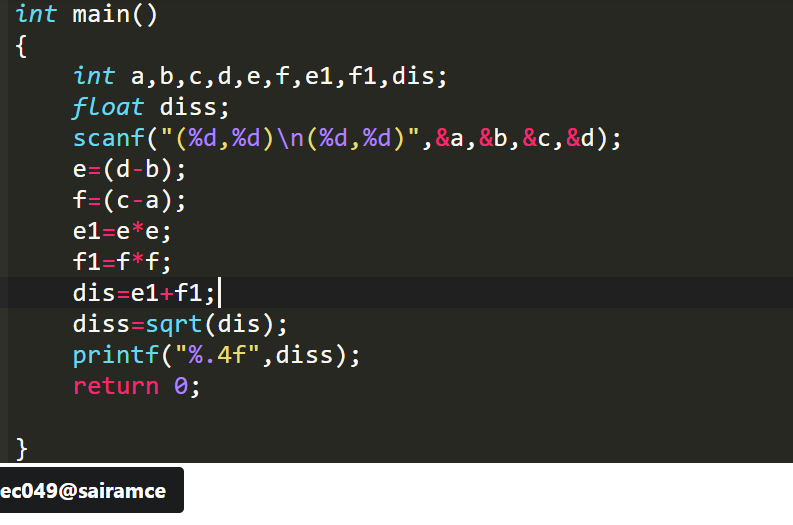 int main()
{
    int a,b,c,d,e,f,e1,f1,dis;
    float diss;
    scanf("(%d,%d)\n(%d,%d)",&a,&b,&c,&d);
    e=(d-b);
    f=(c-a);
    e1=e*e;
    f1=f*f;
    dis=e1+f1;
    diss=sqrt(dis);
    printf("%.4f",diss);
    return 0;
}
ec049@sairamce